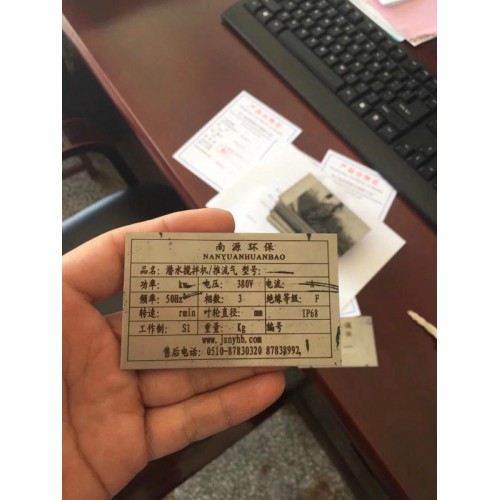 南源环保
NANYUANHUANBAO
品名: 潜水搅拌机/推流气 型号:
功率: kw 电压: 380V 电流:
频率: 50Hz 相数: 3 绝缘等级: F
转速: rmin 叶轮直径: mm IP68
工作制: S1 重量: Kg 编号
www.jsnyhb.com
售后电话: 0510-87830320 87838992